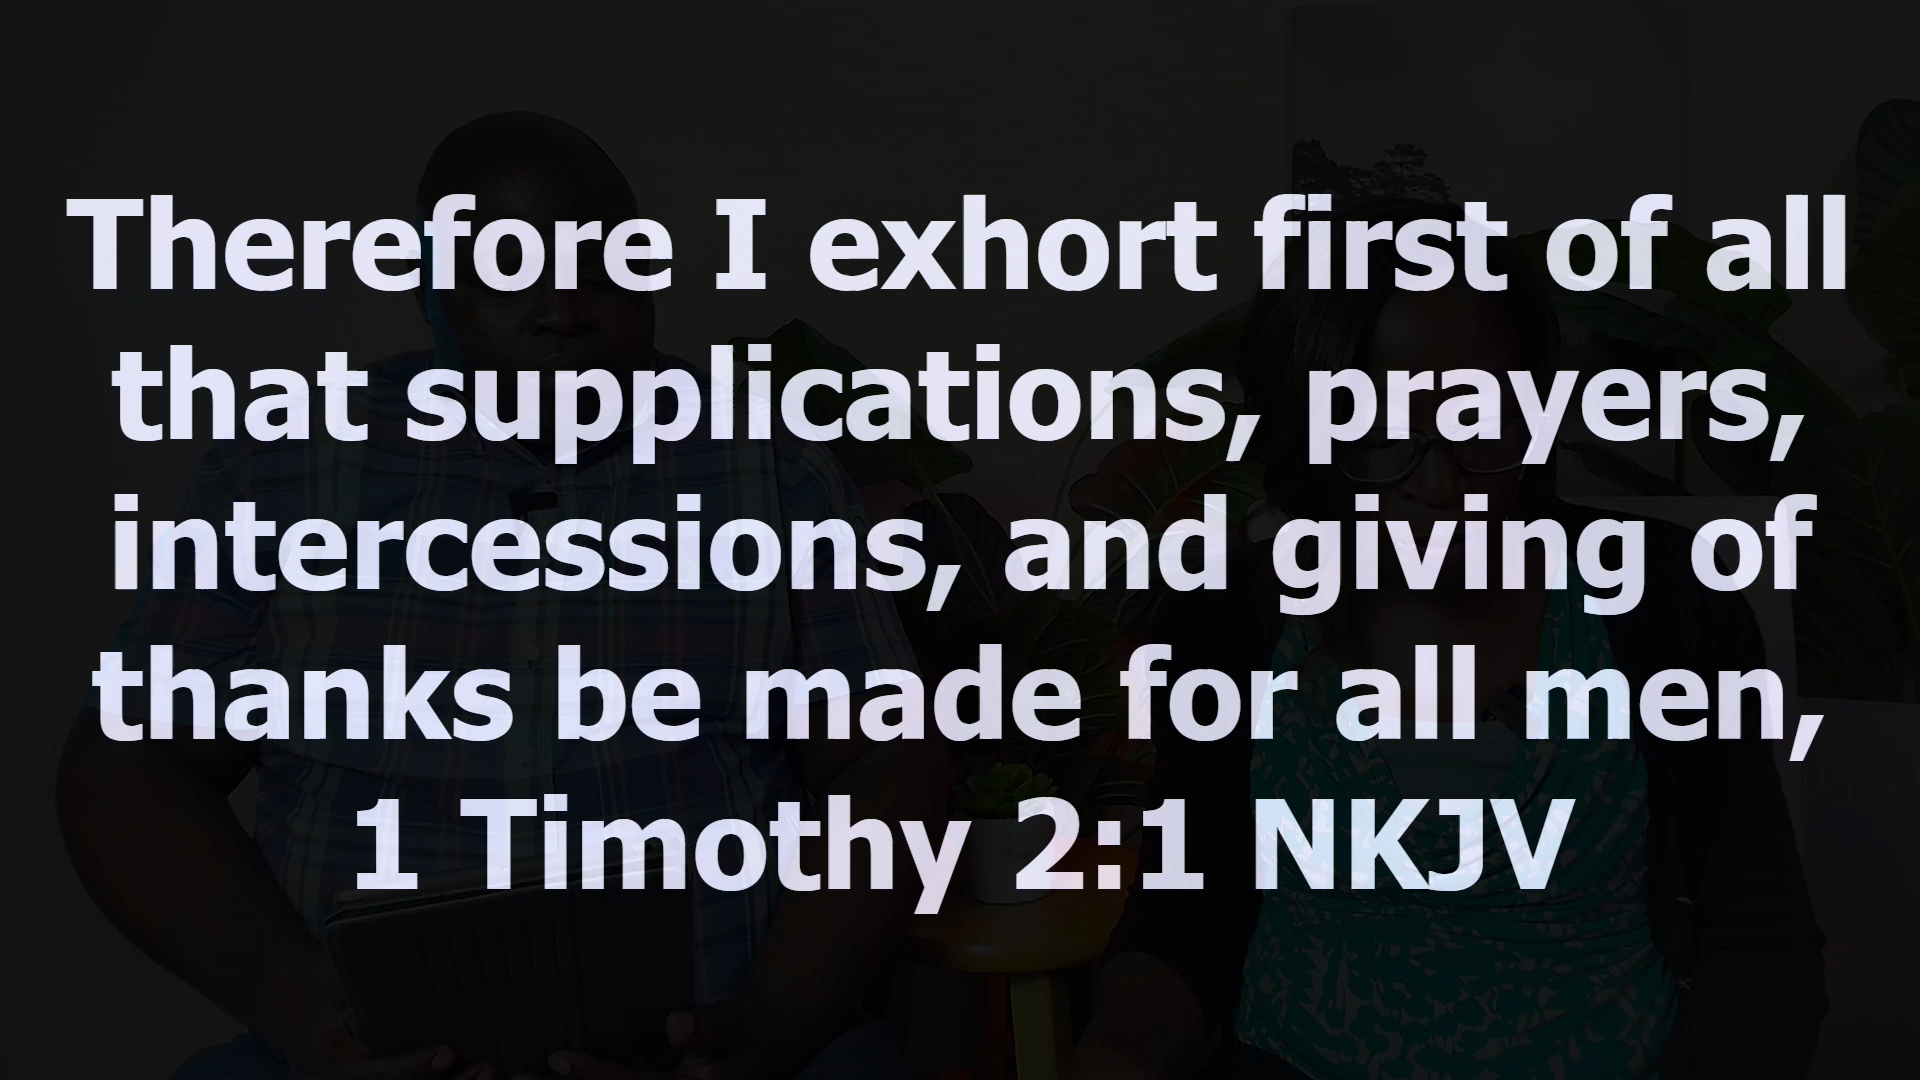 Therefore I exhort first of all
that supplications, prayers,
intercessions, and giving of
thanks be made for all men,
1 Timothy 2:1 NKJV